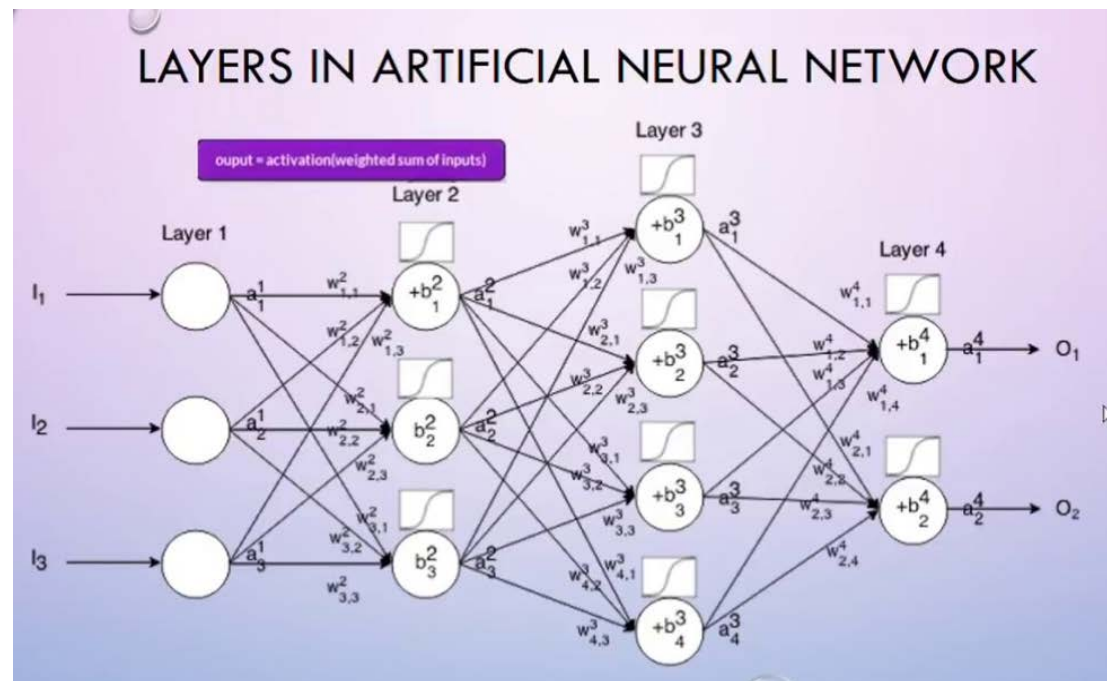 LAYERS IN ARTIFICIAL NEURAL NETWORK
ouput = activation(weighted sum of inputs)
Layer 1
Layer 2
Layer 3
Layer 4
I1
I2
I3
a¹1
a¹2
a¹3
w²1,1
w²1,2
w²1,3
w²2,1
w²2,2
w²2,3
w²3,1
w²3,2
w²3,3
+b²1
b²2
b²3
a²1
a²2
a²3
w³1,1
w³1,2
w³1,3
w³2,1
w³2,2
w³2,3
w³3,1
w³3,2
w³3,3
w³4,1
w³4,2
w³4,3
+b³1
+b³2
+b³3
+b³4
a³1
a³2
a³3
a³4
w⁴1,1
w⁴1,2
w⁴1,3
w⁴1,4
w⁴2,1
w⁴2,2
w⁴2,3
w⁴2,4
+b⁴1
+b⁴2
a⁴1
a⁴2
O1
O2